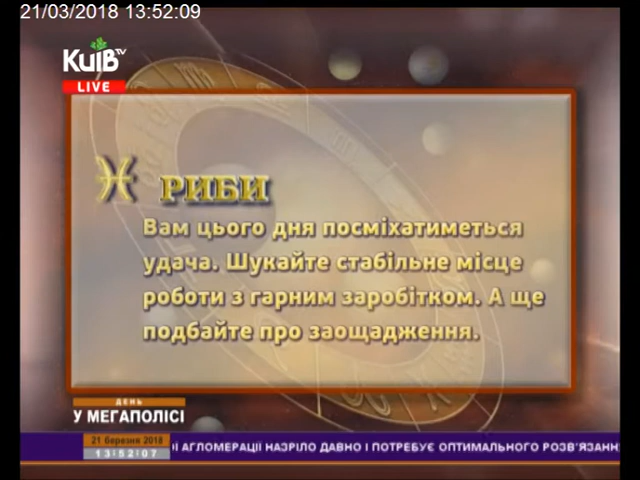 21/03/2018 13:52:09
КиїВ TV
LIVE
РИБИ
Вам цього дня посміхатиметься
удача. Шукайте стабільне місце
роботи з гарним заробітком. А ще
подбайте про заощадження.
ДЕНЬ
У МЕГАПОЛІСІ
21 березня 2018
13:52:07
АГЛОМЕРАЦІЇ НАЗРІЛО ДАВНО І ПОТРЕБУЄ ОПТИМАЛЬНОГО РОЗВ'ЯЗАНН